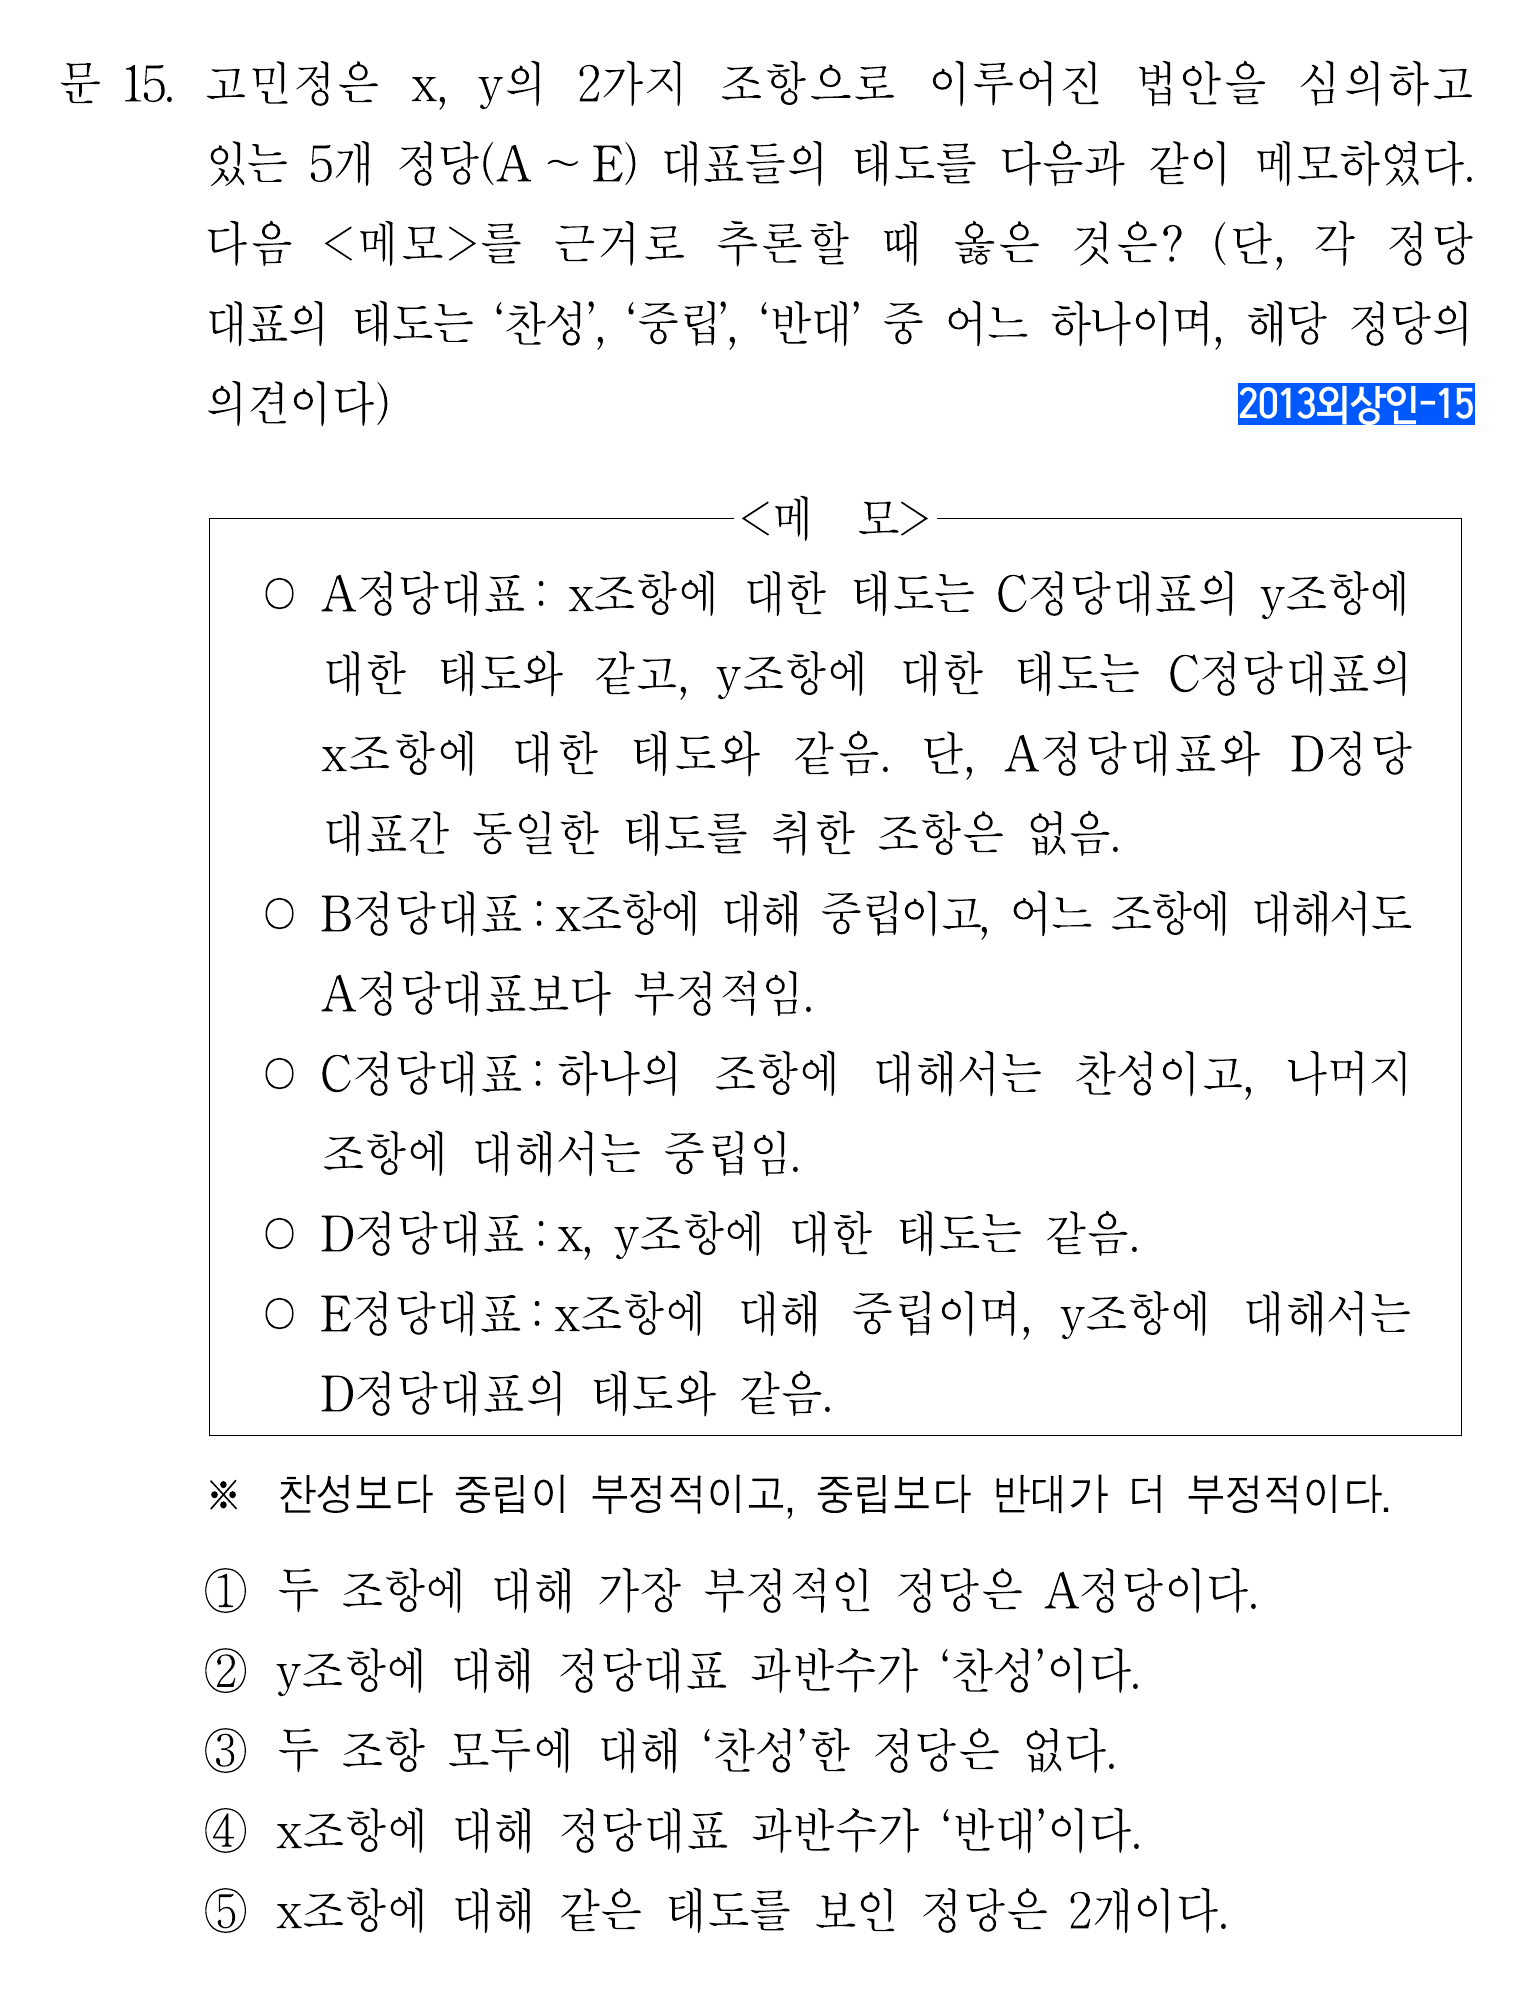 문 15. 고민정은 x, y의 2가지 조항으로 이루어진 법안을 심의하고
있는 5개 정당(A ~ E) 대표들의 태도를 다음과 같이 메모하였다.
다음 <메모>를 근거로 추론할 때 옳은 것은? (단, 각 정당
대표의 태도는 ‘찬성’, ‘중립’, ‘반대’ 중 어느 하나이며, 해당 정당의
의견이다)
2013외상인-15
<메 모>
○ A정당대표 : x조항에 대한 태도는 C정당대표의 y조항에
대한 태도와 같고, y조항에 대한 태도는 C정당대표의
x조항에 대한 태도와 같음. 단, A정당대표와 D정당
대표간 동일한 태도를 취한 조항은 없음.
○ B정당대표 : x조항에 대해 중립이고, 어느 조항에 대해서도
A정당대표보다 부정적임.
○ C정당대표 : 하나의 조항에 대해서는 찬성이고, 나머지
조항에 대해서는 중립임.
○ D정당대표 : x, y조항에 대한 태도는 같음.
○ E정당대표 : x조항에 대해 중립이며, y조항에 대해서는
D정당대표의 태도와 같음.
※ 찬성보다 중립이 부정적이고, 중립보다 반대가 더 부정적이다.
① 두 조항에 대해 가장 부정적인 정당은 A정당이다.
② y조항에 대해 정당대표 과반수가 ‘찬성’이다.
③ 두 조항 모두에 대해 ‘찬성’한 정당은 없다.
④ x조항에 대해 정당대표 과반수가 ‘반대’이다.
⑤ x조항에 대해 같은 태도를 보인 정당은 2개이다.